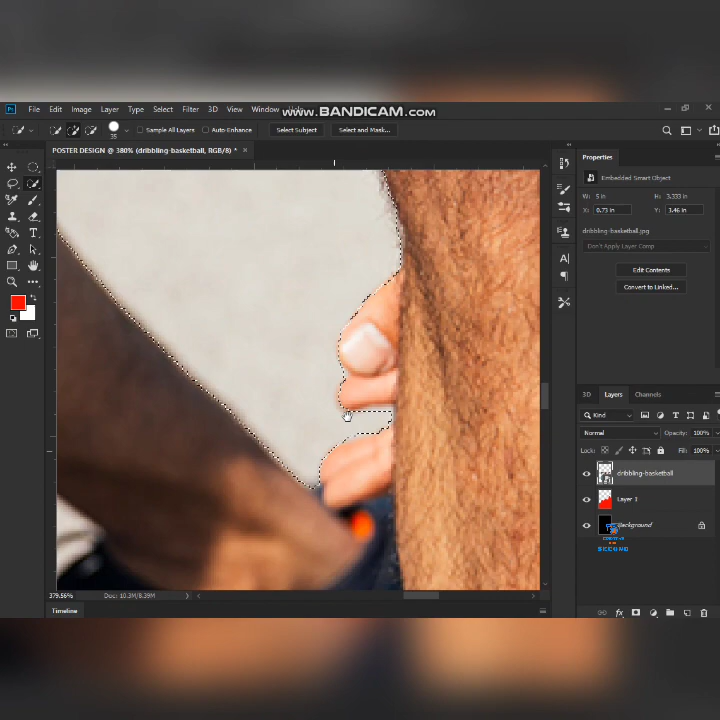 www.BANDICAM.com
Ps File Edit Image Layer Type Select Filter 3D View Window
35 Sample All Layers Auto Enhance Select Subject Select and Mask...
POSTER DESIGN @ 380% (dribbling-basketball, RGB/8) * ×
Properties
Embedded Smart Object
W: 5 in H: 3.333 in
X: 0.73 in Y: 3.46 in
dribbling-basketball.jpg
Don't Apply Layer Comp
Edit Contents
Convert to Linked...
3D Layers Channels
Kind
Normal Opacity: 100%
Lock: Fill: 100%
dribbling-basketball
Layer 1
379.56% Doc: 10.3M/8.39M
Timeline